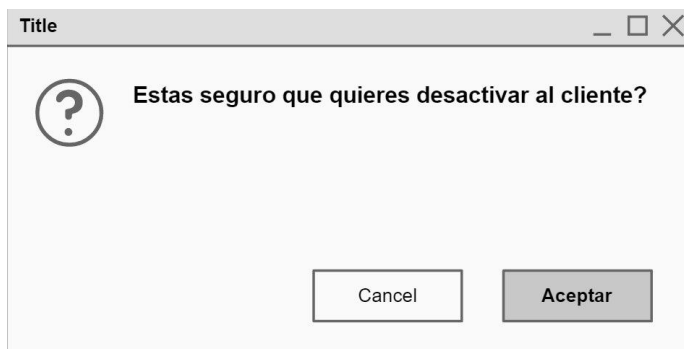 Title
Estas seguro que quieres desactivar al cliente?
Cancel
Aceptar